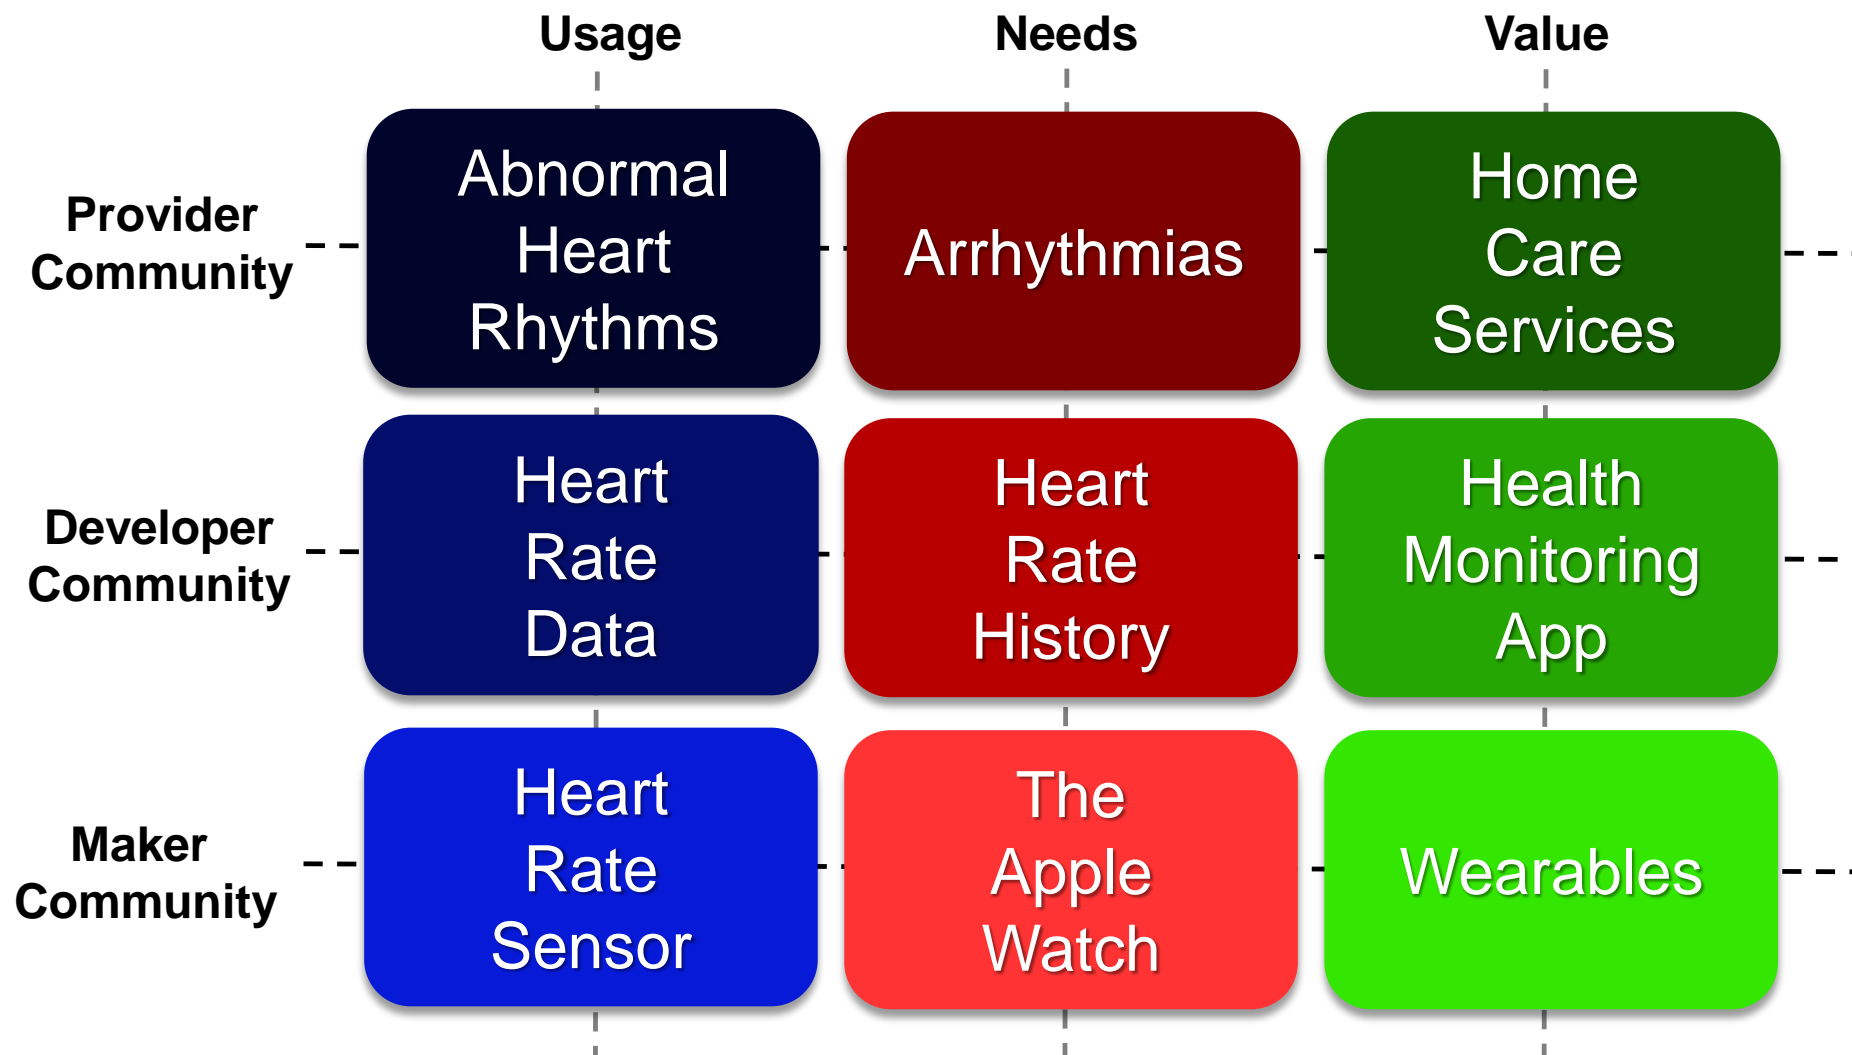 Usage
Needs
Value
Provider
Community
Abnormal
Heart
Rhythms
Arrhythmias
Home
Care
Services
Developer
Community
Heart
Rate
Data
Heart
Rate
History
Health
Monitoring
App
Maker
Community
Heart
Rate
Sensor
The
Apple
Watch
Wearables